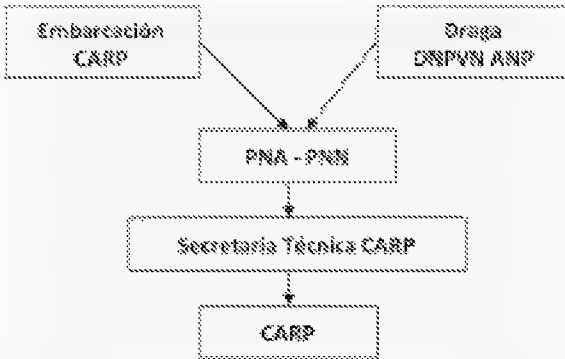 Embarcación
CARP
Draga
DNPVN ANP
PNA - PNN
Secretaria Técnica CARP
CARP